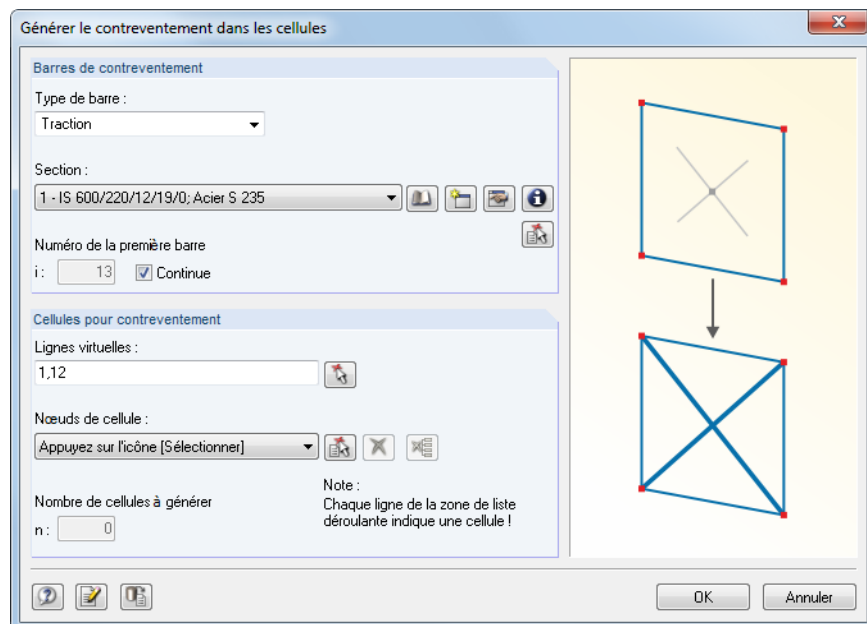 Générer le contreventement dans les cellules
Barres de contreventement
Type de barre :
Traction
Section :
1 - IS 600/220/12/19/0; Acier S 235
Numéro de la première barre
i : 13 Continue
Cellules pour contreventement
Lignes virtuelles :
1,12
Nœuds de cellule :
Appuyez sur l'icône [Sélectionner]
Nombre de cellules à générer
n : 0
Note :
Chaque ligne de la zone de liste
déroulante indique une cellule !
OK Annuler